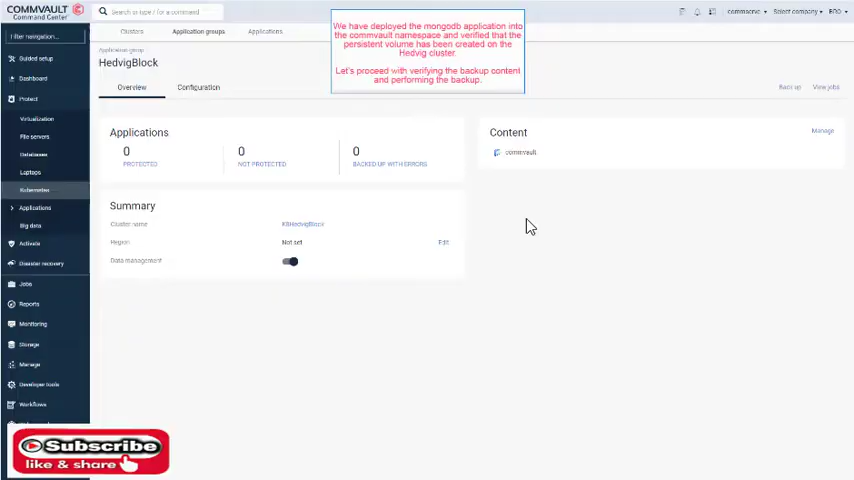 COMMVAULT
Command Center™
Search or type / for a command
commserve
Select company
Filter navigation...
Clusters
Application groups
Applications
We have deployed the mongodb application into
the commvault namespace and verified that the
persistent volume has been created on the
Hedvig cluster.
Let's proceed with verifying the backup content
and performing the backup.
Application group /
HedvigBlock
Overview
Configuration
Back up
View jobs
Guided setup
Dashboard
Protect
Virtualization
File servers
Databases
Laptops
Kubernetes
Applications
Big data
Activate
Disaster recovery
Jobs
Reports
Monitoring
Storage
Manage
Developer tools
Workflows
Applications
0
PROTECTED
0
NOT PROTECTED
0
BACKED UP WITH ERRORS
Content
Manage
commvault
Summary
Cluster name
K8HedvigBlock
Region
Not set
Edit
Data management
Subscribe
like & share